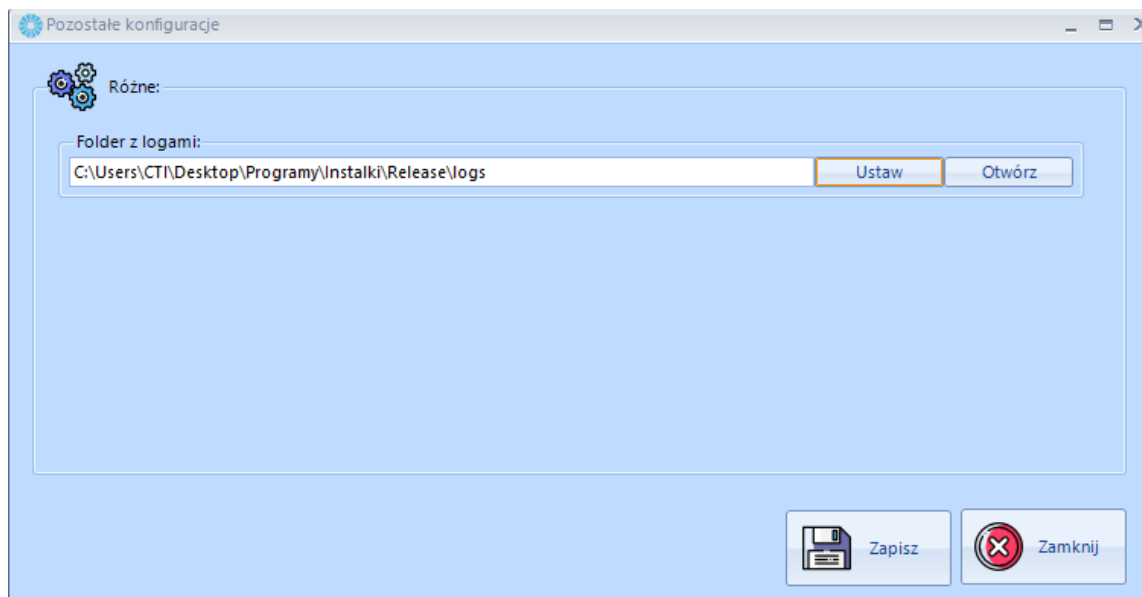 Pozostałe konfiguracje
Różne:
Folder z logami:
C:\Users\CTI\Desktop\Programy\Instalki\Release\logs
Ustaw
Otwórz
Zapisz
Zamknij